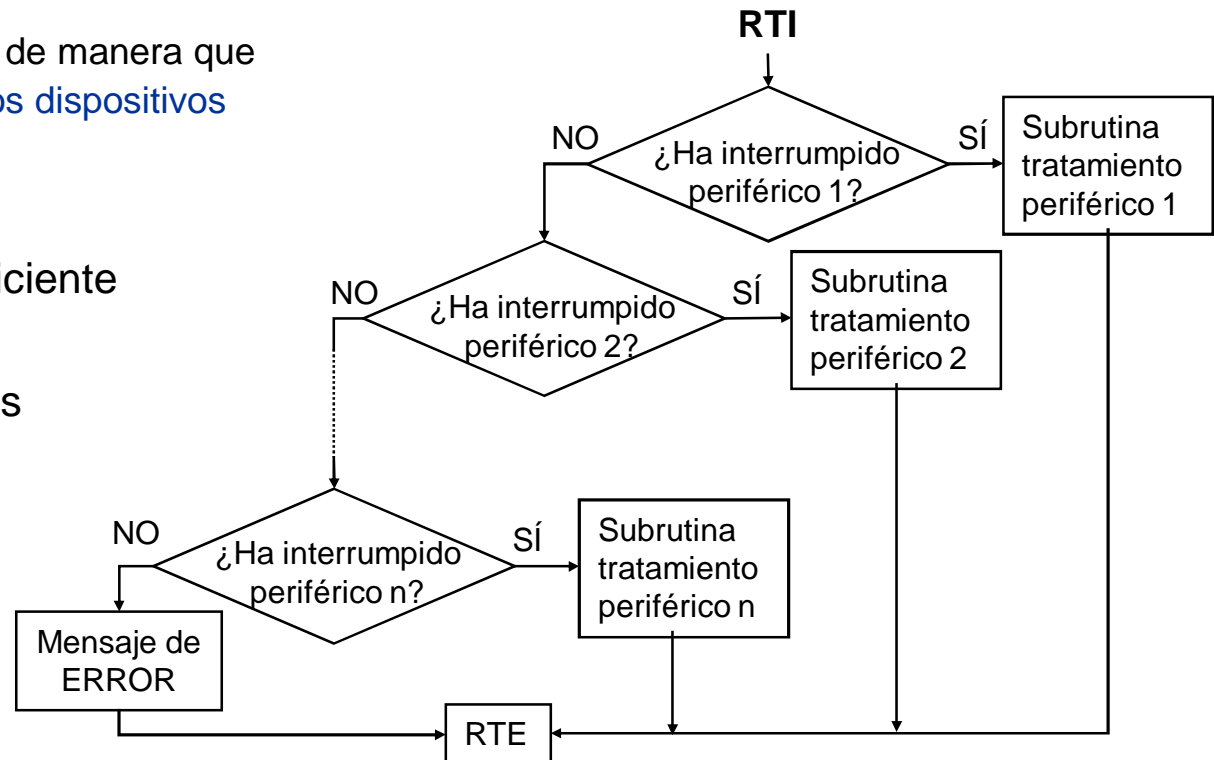 RTI
de manera que
os dispositivos
NO
¿Ha interrumpido
periférico 1?
SÍ
Subrutina
tratamiento
periférico 1
iciente
NO
¿Ha interrumpido
periférico 2?
SÍ
Subrutina
tratamiento
periférico 2
s
NO
¿Ha interrumpido
periférico n?
SÍ
Subrutina
tratamiento
periférico n
Mensaje de
ERROR
RTE